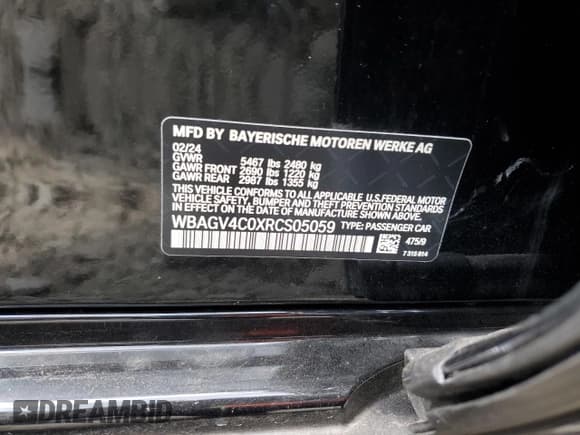 MFD BY BAYERISCHE MOTOREN WERKE AG
02/24
GVWR 5467 lbs 2480 kg
GAWR FRONT 2690 lbs 1220 kg
GAWR REAR 2987 lbs 1355 kg
THIS VEHICLE CONFORMS TO ALL APPLICABLE U.S. FEDERAL MOTOR
VEHICLE SAFETY, BUMPER AND THEFT PREVENTION STANDARDS
IN EFFECT ON THE DATE OF MANUFACTURE SHOWN ABOVE
WBAGV4C0XRCS05059 TYPE: PASSENGER CAR
475/9
7 313 814
DREAMBID